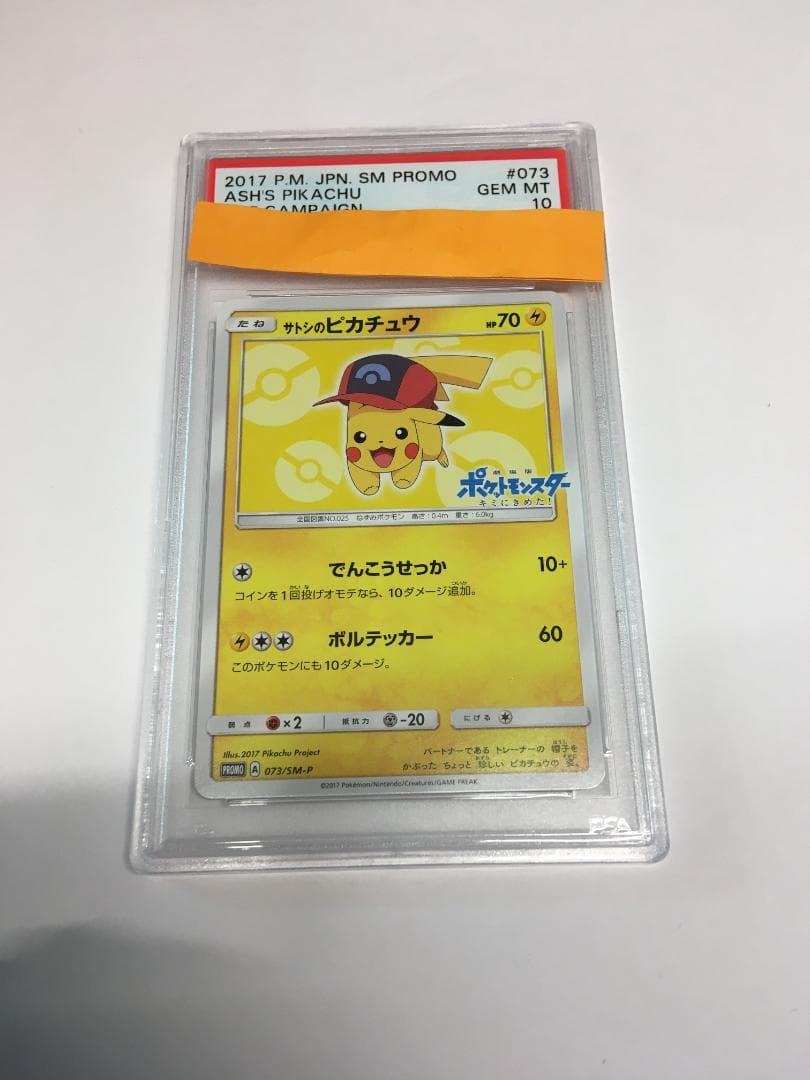 2017 P.M. JPN. SM PROMO #073
ASH'S PIKACHU GEM MT
CAMPAIGN 10
たね サトシのピカチュウ HP70
劇場版
ポケットモンスター
キミにきめた!
全国図鑑NO.025 ねずみポケモン 高さ:0.4m 重さ:6.0kg
でんこうせっか 10+
コインを1回投げオモテなら、10ダメージ追加。
ボルテッカー 60
このポケモンにも10ダメージ。
弱点 ×2 抵抗力 -20 にげる
Illus.2017 Pikachu Project
PROMO A 073/SM-P
パートナーである トレーナーの 帽子を
かぶった ちょっと 珍しい ピカチュウの 姿。
©2017 Pokémon/Nintendo/Creatures/GAME FREAK.
PSA